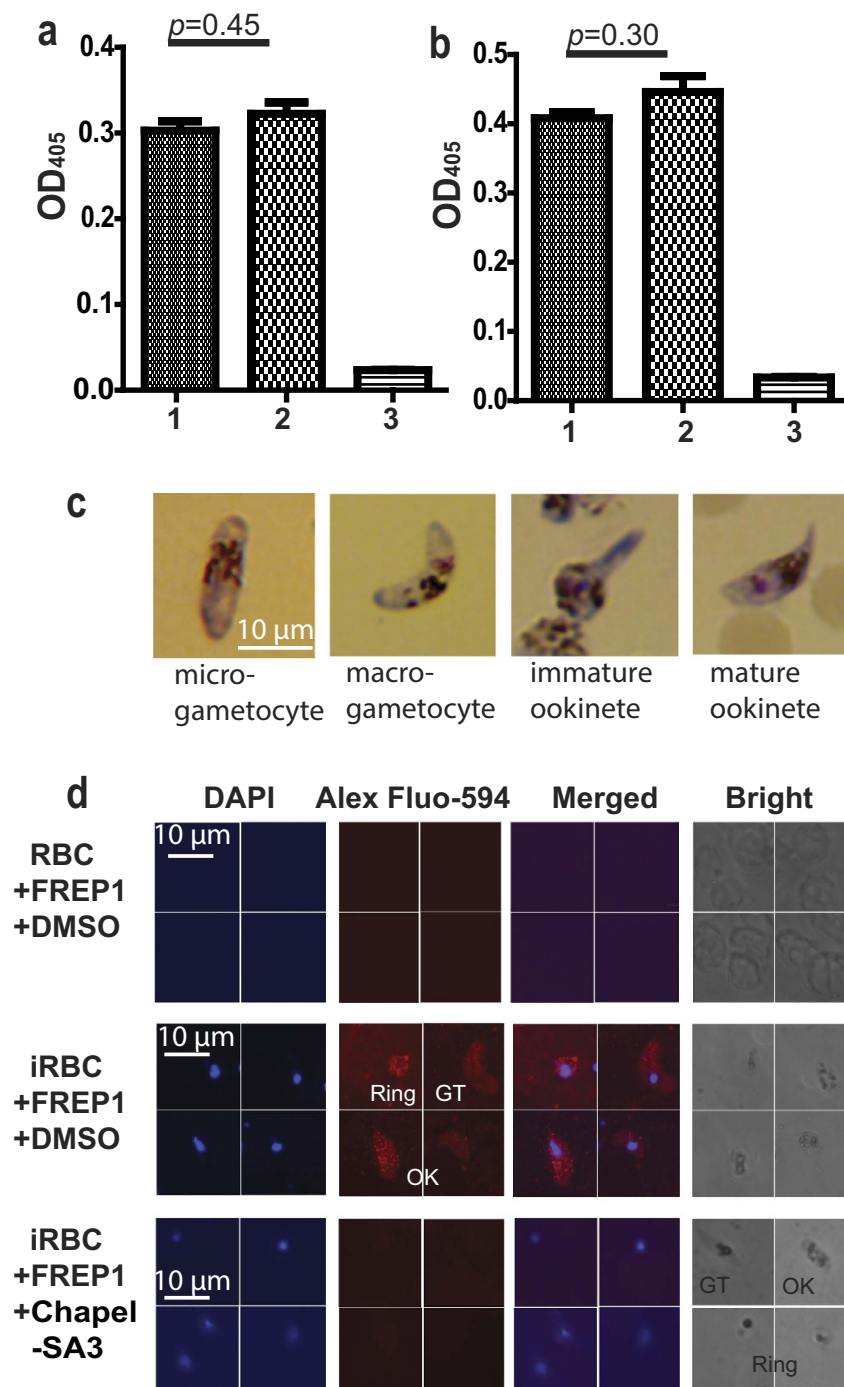 a
p=0.45
0.4
0.3
0.2
0.1
0.0
OD405
1 2 3
b
p=0.30
0.5
0.4
0.3
0.2
0.1
0.0
OD405
1 2 3
c
10 µm
micro-
gametocyte
macro-
gametocyte
immature
ookinete
mature
ookinete
d
DAPI Alex Fluo-594 Merged Bright
RBC
+FREP1
+DMSO
10 µm
iRBC
+FREP1
+DMSO
10 µm
Ring GT
OK
iRBC
+FREP1
+Chapel
-SA3
10 µm
GT OK
Ring